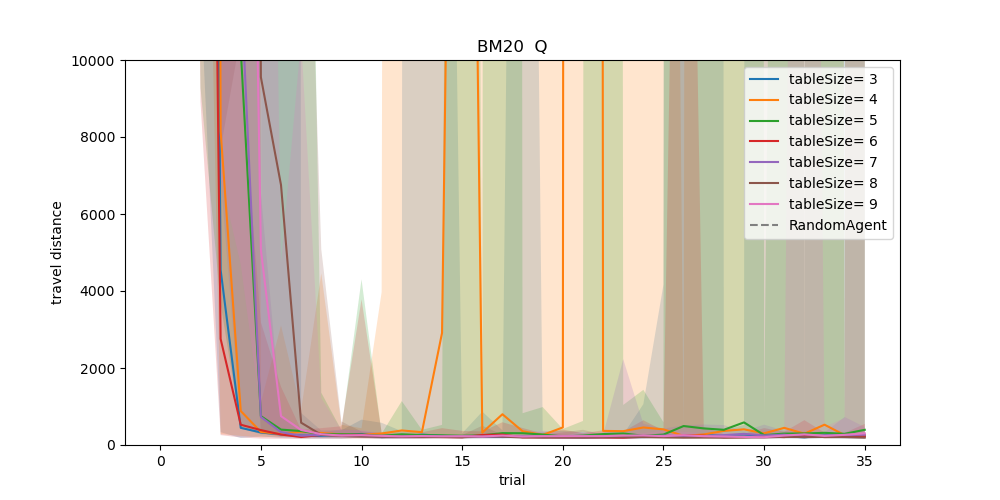 BM20  Q
10000
8000
6000
4000
2000
0
travel distance
0 5 10 15 20 25 30 35
trial
tableSize= 3
tableSize= 4
tableSize= 5
tableSize= 6
tableSize= 7
tableSize= 8
tableSize= 9
RandomAgent